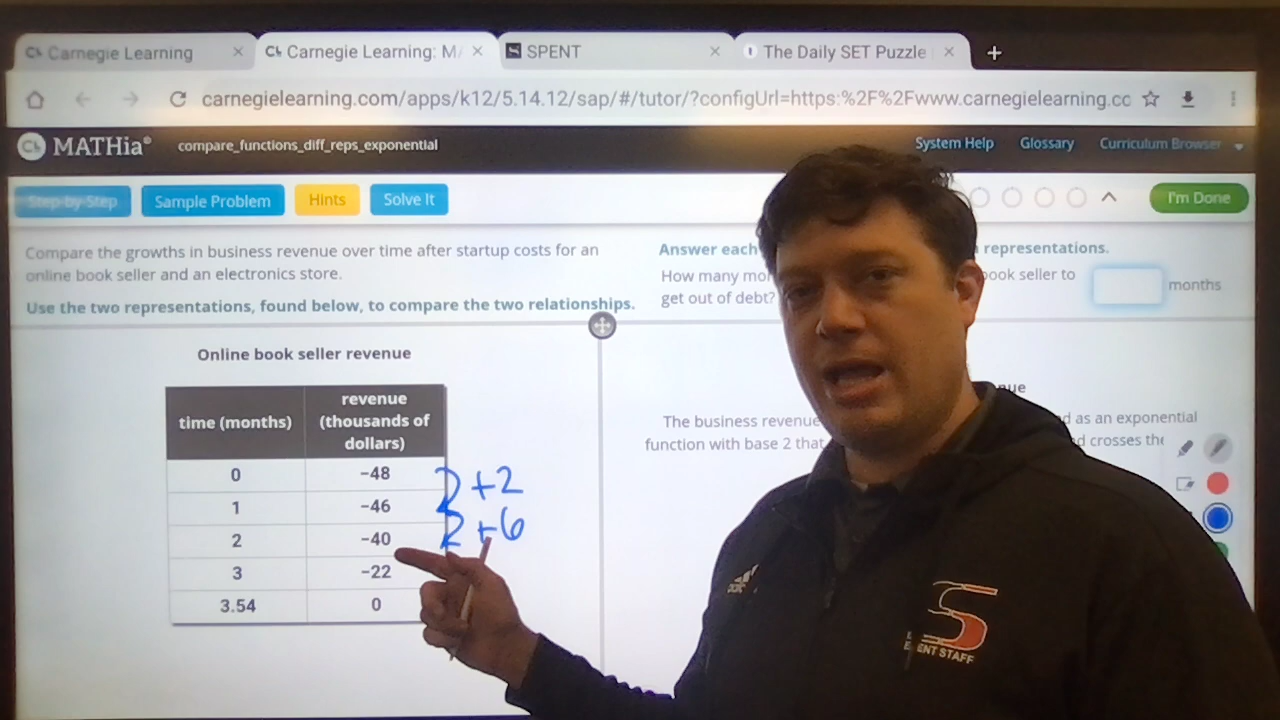 Carnegie Learning
Carnegie Learning: M
SPENT
The Daily SET Puzzle
carnegielearning.com/apps/k12/5.14.12/sap/#/tutor/?configUrl=https:%2F%2Fwww.carnegielearning.cc
MATHia®
compare_functions_diff_reps_exponential
System Help
Glossary
Curriculum Browser
Step-by-Step
Sample Problem
Hints
Solve It
I'm Done
Compare the growths in business revenue over time after startup costs for an
online book seller and an electronics store.
Use the two representations, found below, to compare the two relationships.
Answer each
representations.
How many
book seller to
get out of debt?
months
Online book seller revenue
time (months)
revenue
(thousands of
dollars)
0 -48
1 -46
2 -40
3 -22
3.54 0
+2
+6
The business revenue
as an exponential
function with base 2 that
crosses the
S
ENT STAFF